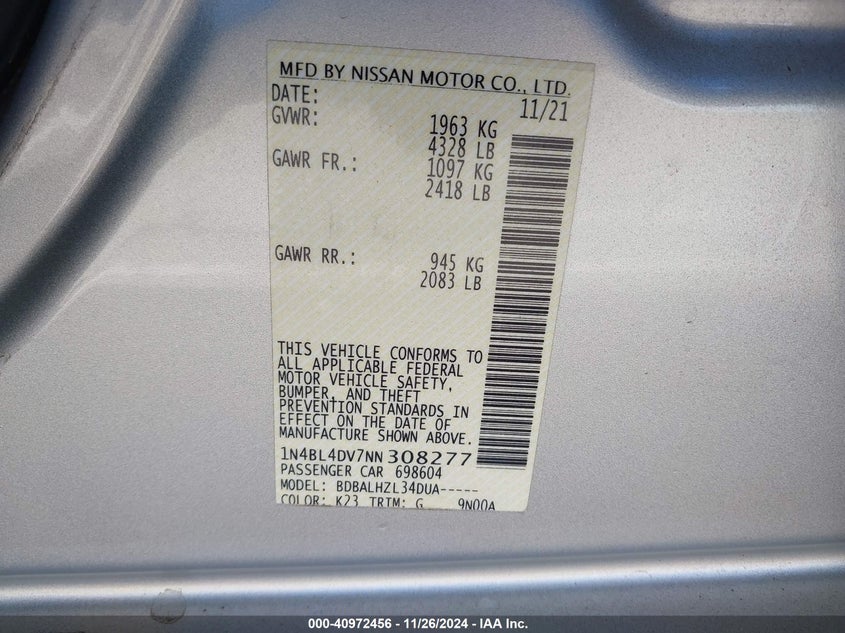 MFD BY NISSAN MOTOR CO., LTD.
DATE: 11/21
GVWR: 1963 KG
4328 LB
GAWR FR.: 1097 KG
2418 LB
GAWR RR.: 945 KG
2083 LB
THIS VEHICLE CONFORMS TO
ALL APPLICABLE FEDERAL
MOTOR VEHICLE SAFETY,
BUMPER, AND THEFT
PREVENTION STANDARDS IN
EFFECT ON THE DATE OF
MANUFACTURE SHOWN ABOVE.
1N4BL4DV7NN308277
PASSENGER CAR 698604
MODEL: BDBALHZL34DUA-----
COLOR: K23 TRIM: G 9N00A
000-40972456 - 11/26/2024 - IAA Inc.